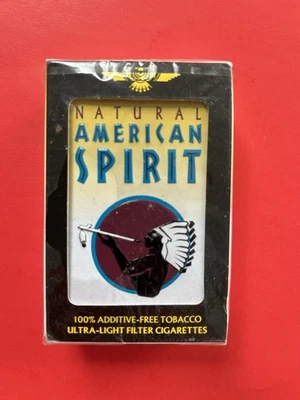 NATURAL
AMERICAN
SPIRIT
100% ADDITIVE-FREE TOBACCO
ULTRA-LIGHT FILTER CIGARETTES